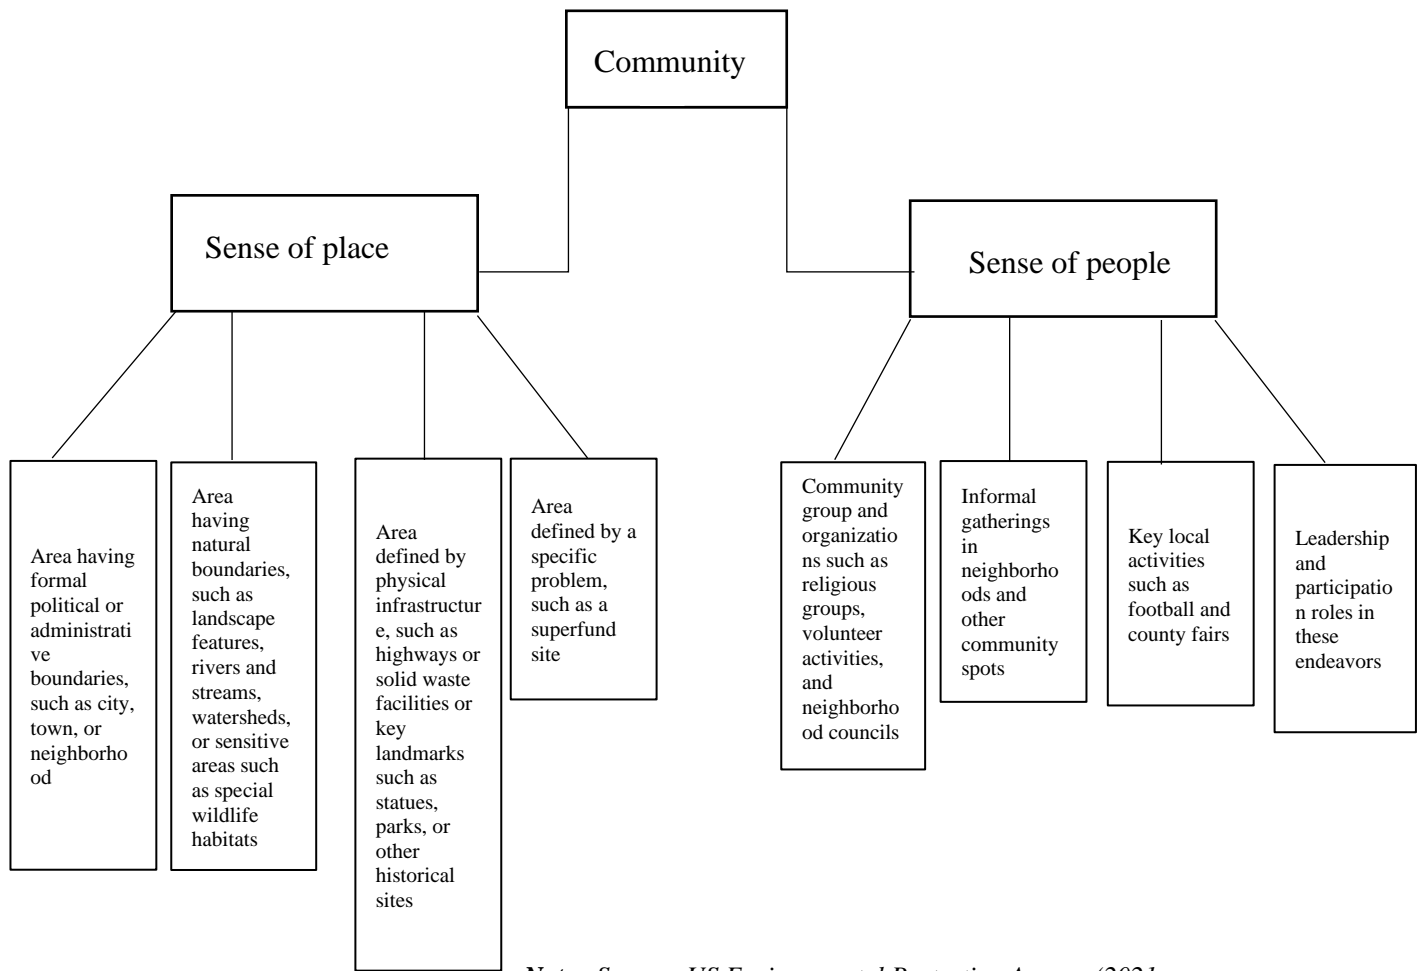 Community
Sense of place
Sense of people
Area having
formal
political or
administrati
ve
boundaries,
such as city,
town, or
neighborho
od
Area
having
natural
boundaries,
such as
landscape
features,
rivers and
streams,
watersheds,
or sensitive
areas such
as special
wildlife
habitats
Area
defined by
physical
infrastructur
e, such as
highways or
solid waste
facilities or
key
landmarks
such as
statues,
parks, or
other
historical
sites
Area
defined by a
specific
problem,
such as a
superfund
site
Community
group and
organizatio
ns such as
religious
groups,
volunteer
activities,
and
neighborho
od councils
Informal
gatherings
in
neighborho
ods and
other
community
spots
Key local
activities
such as
football and
county fairs
Leadership
and
participatio
n roles in
these
endeavors